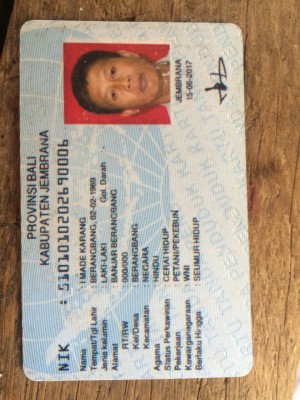 PROVINSI BALI
KABUPATEN JEMBRANA
NIK : 5101010202690006
Nama : I MADE KARANG
Tempat/Tgl Lahir : BERANGBANG, 02-02-1969
Jenis kelamin : LAKI-LAKI Gol. Darah : -
Alamat : BANJAR BERANGBANG
RT/RW : 000/000
Kel/Desa : BERANGBANG
Kecamatan : NEGARA
Agama : HINDU
Status Perkawinan : CERAI HIDUP
Pekerjaan : PETANI/PEKEBUN
Kewarganegaraan : WNI
Berlaku Hingga : SEUMUR HIDUP
JEMBRANA
15-06-2017